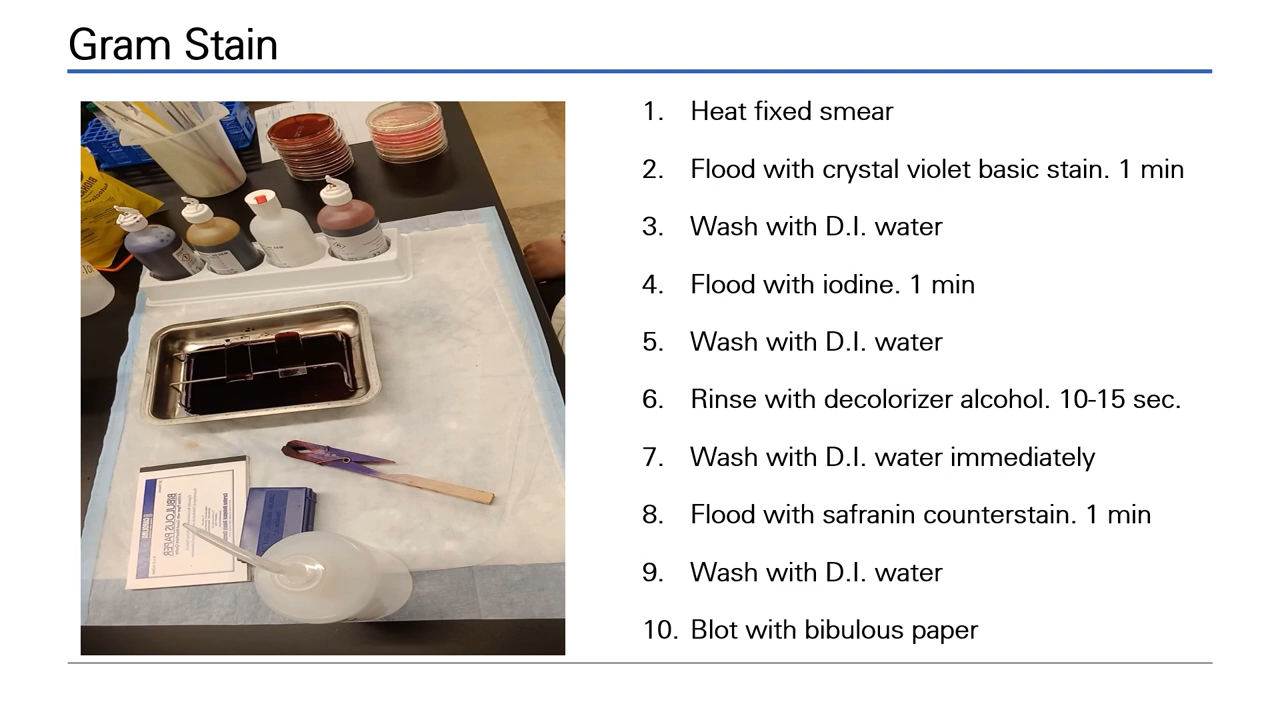 Gram Stain
1. Heat fixed smear
2. Flood with crystal violet basic stain. 1 min
3. Wash with D.I. water
4. Flood with iodine. 1 min
5. Wash with D.I. water
6. Rinse with decolorizer alcohol. 10-15 sec.
7. Wash with D.I. water immediately
8. Flood with safranin counterstain. 1 min
9. Wash with D.I. water
10. Blot with bibulous paper
BIBULOUS PAPER